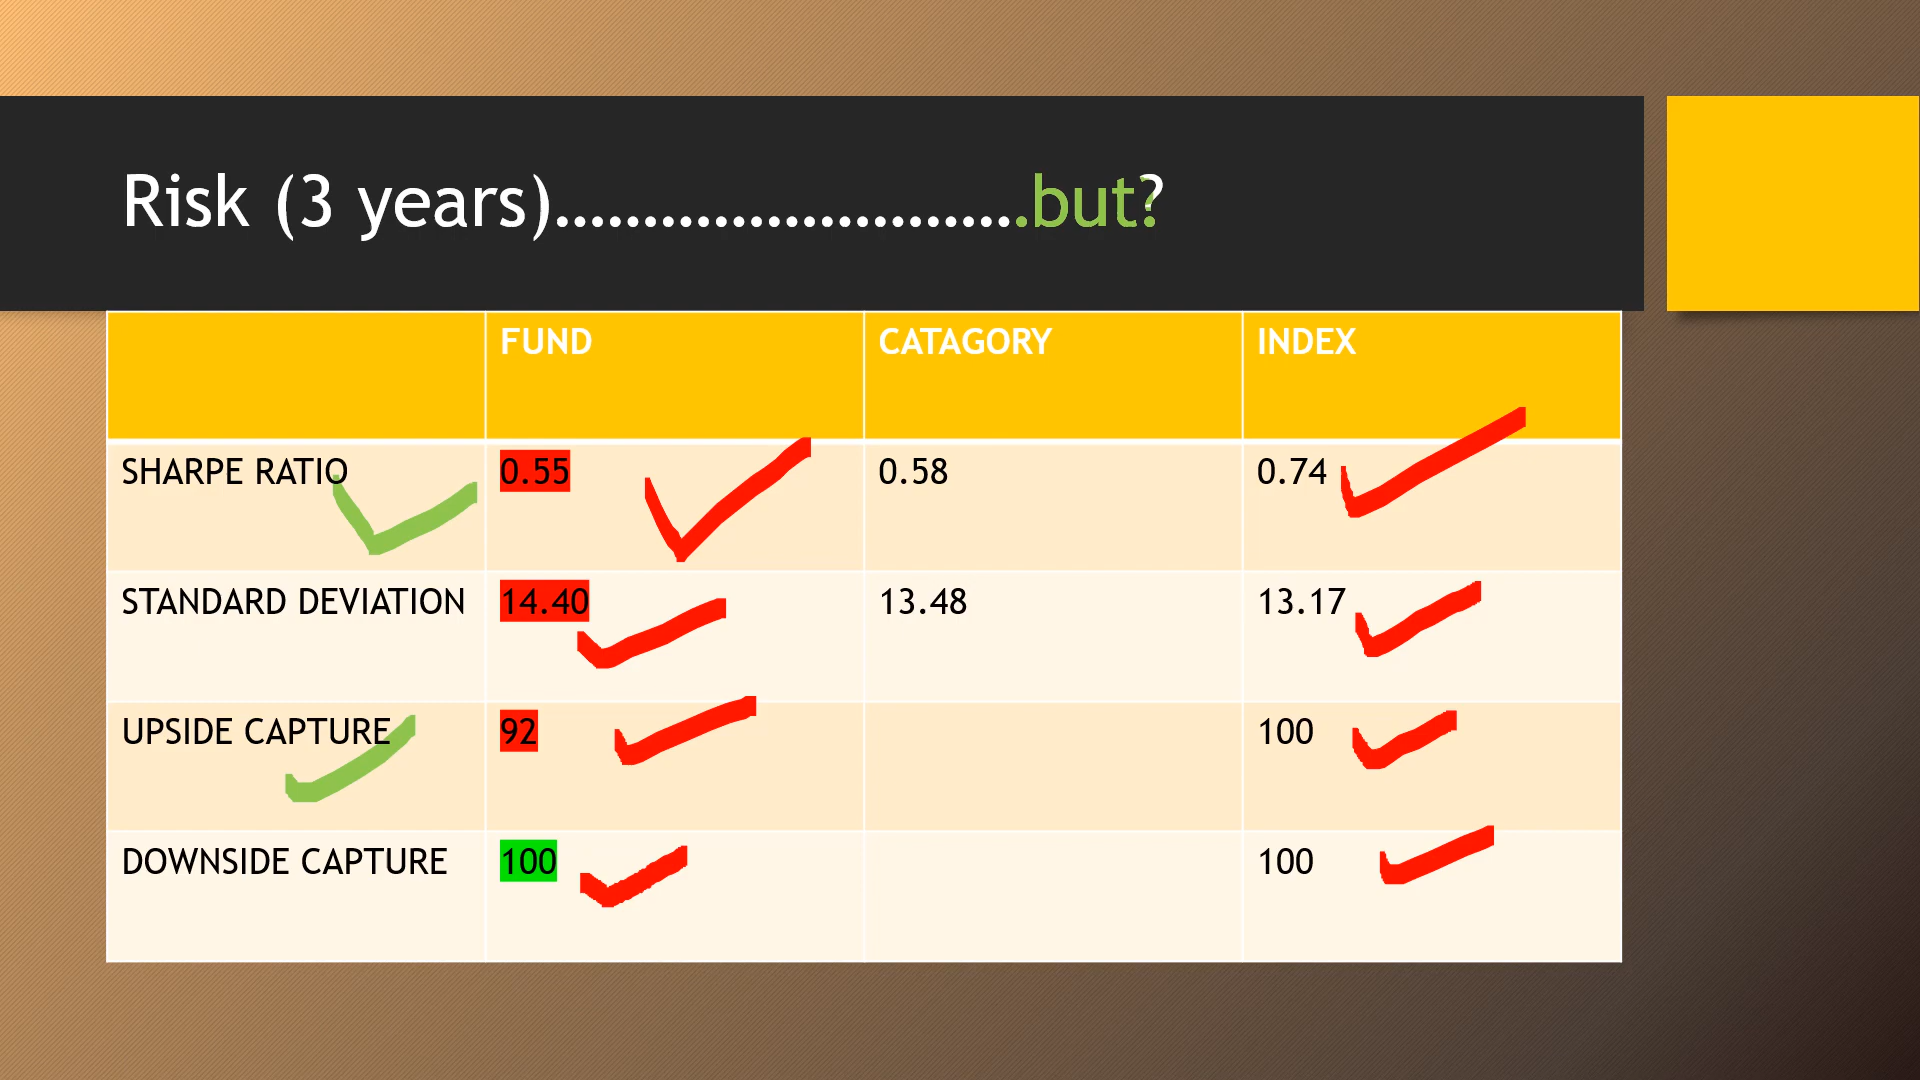 Risk (3 years)...........................but?
FUND CATAGORY INDEX
SHARPE RATIO 0.55 0.58 0.74
STANDARD DEVIATION 14.40 13.48 13.17
UPSIDE CAPTURE 92 100
DOWNSIDE CAPTURE 100 100